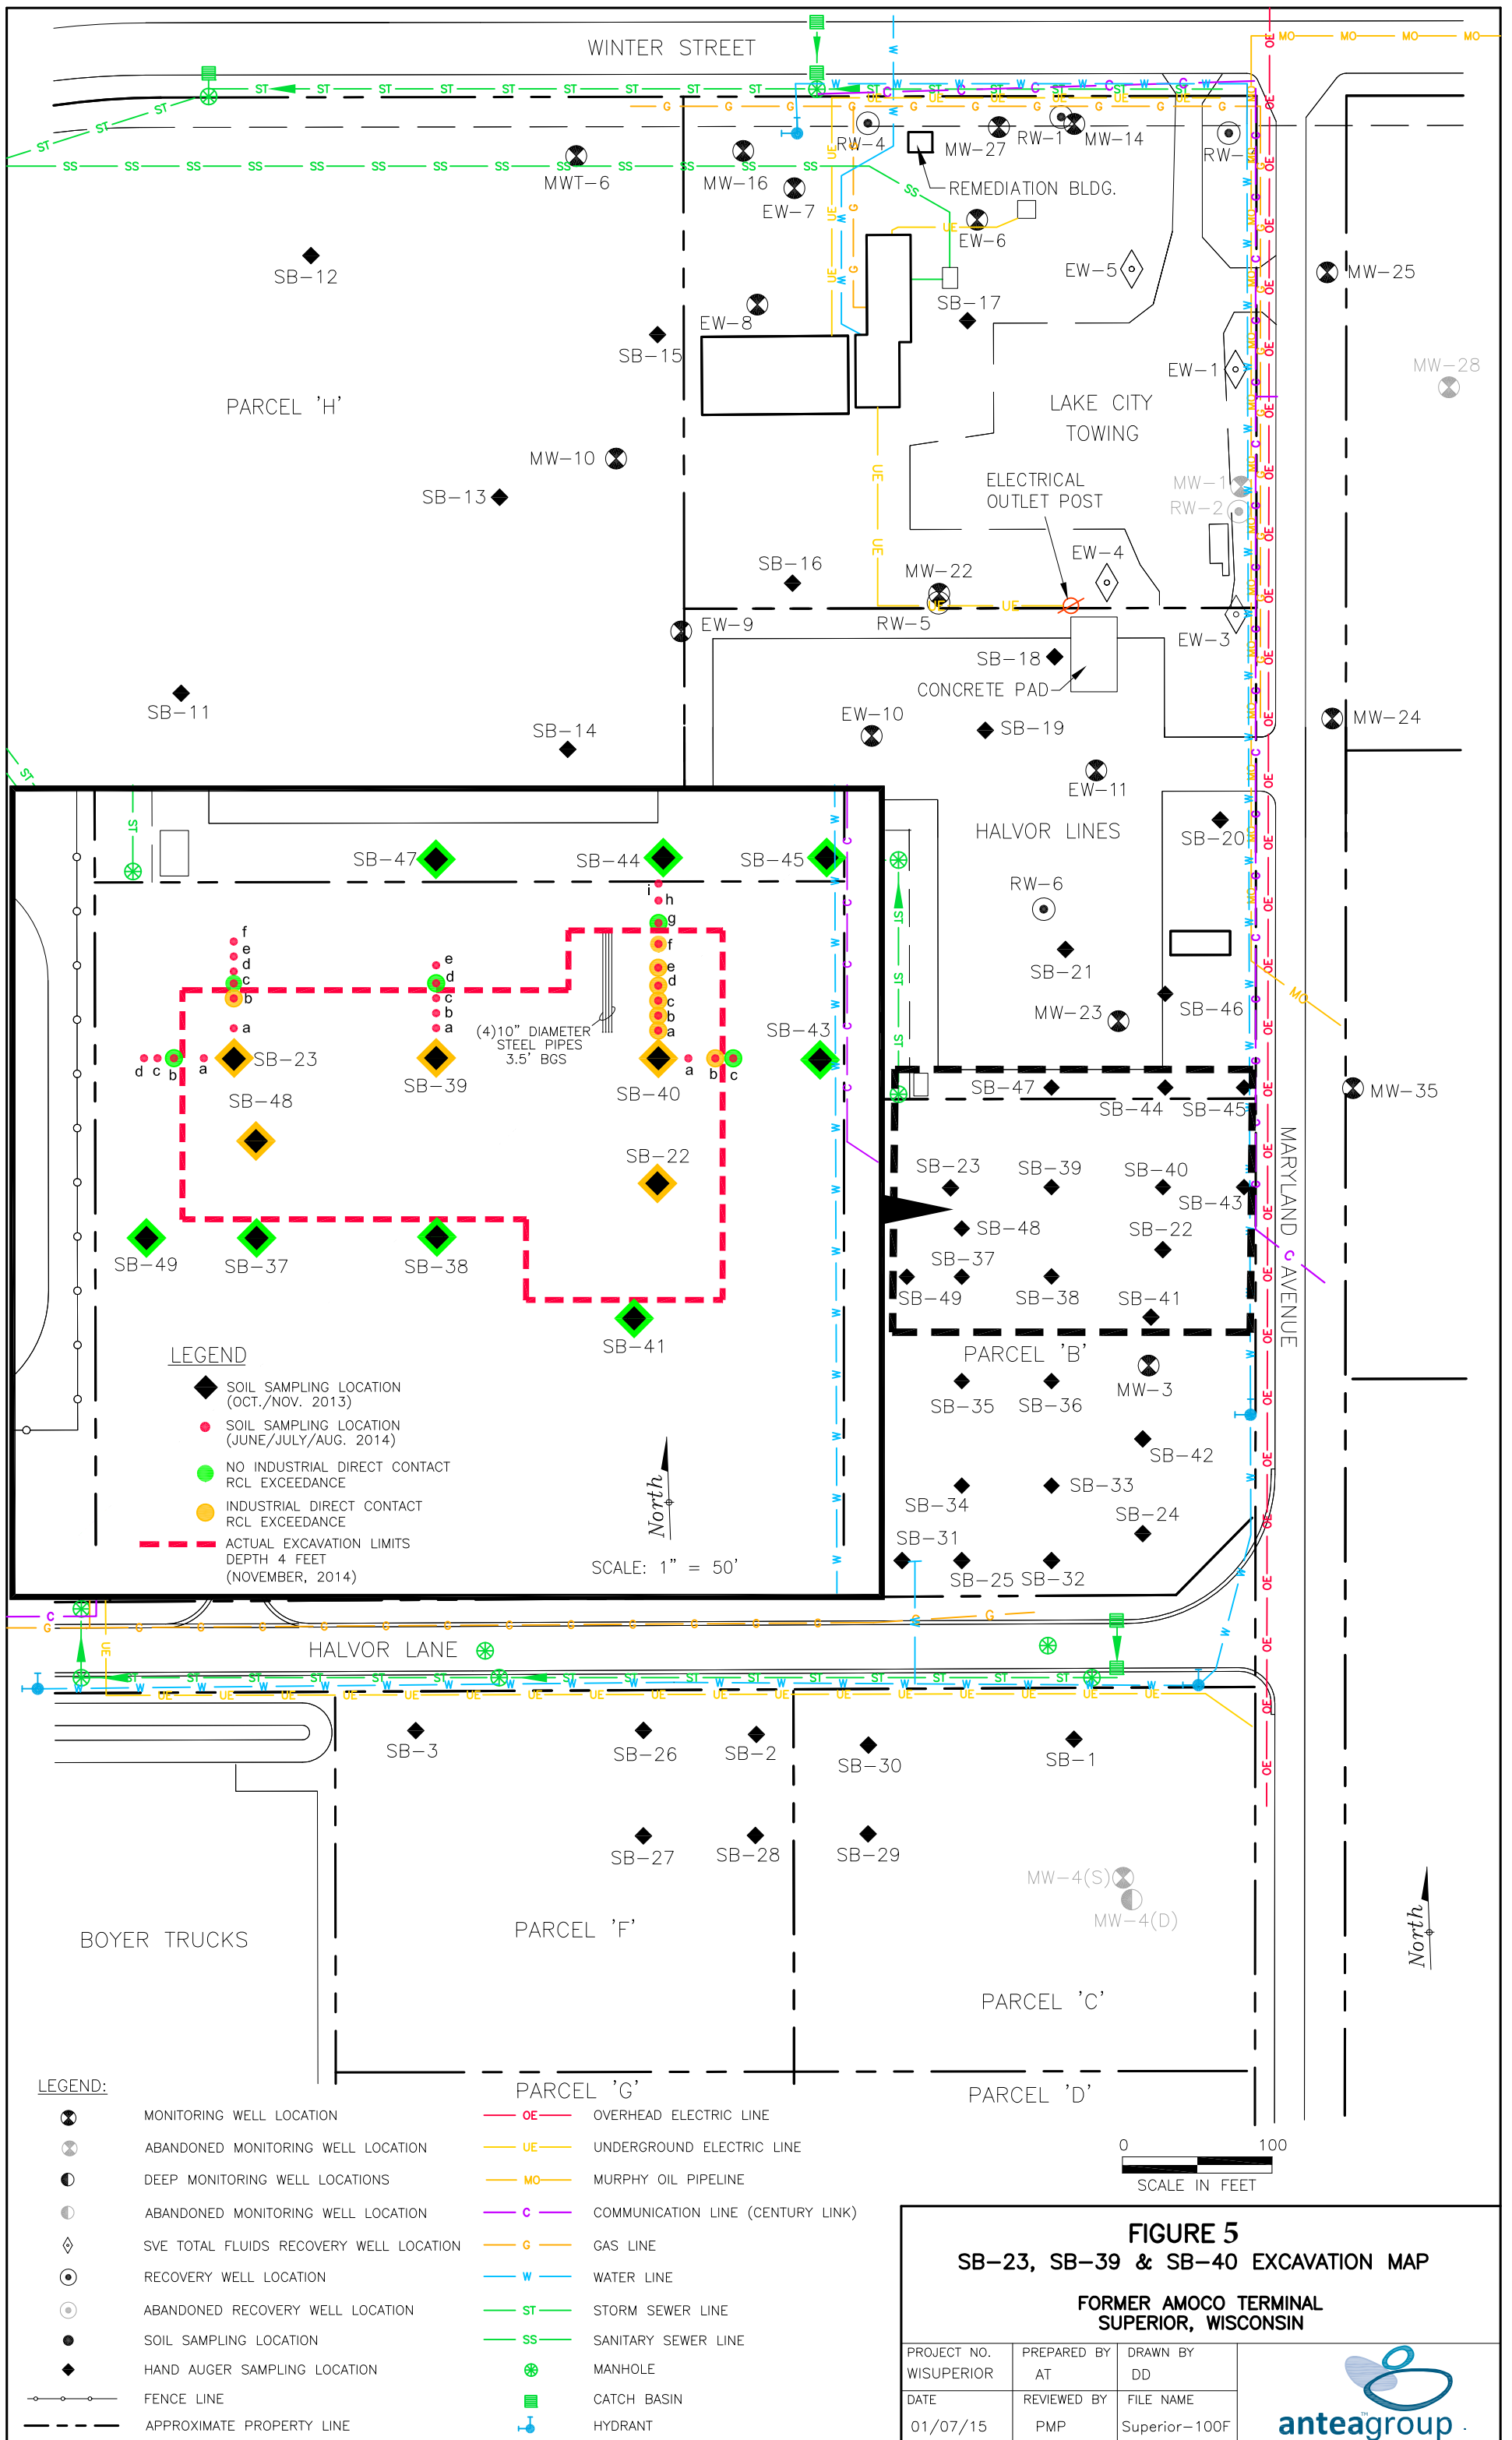 WINTER STREET
RW-4
MW-27
RW-1
MW-14
RW-
MWT-6
MW-16
EW-7
REMEDIATION BLDG.
EW-6
SB-12
EW-5
MW-25
SB-17
EW-8
SB-15
EW-1
MW-28
PARCEL 'H'
LAKE CITY
TOWING
MW-10
SB-13
ELECTRICAL
OUTLET POST
MW-1
RW-2
SB-16
MW-22
EW-4
RW-5
EW-9
EW-3
SB-18
CONCRETE PAD
SB-11
SB-14
EW-10
SB-19
MW-24
EW-11
HALVOR LINES
SB-20
RW-6
SB-21
SB-46
MW-23
SB-47
SB-44
SB-45
MW-35
SB-23
SB-39
SB-40
SB-43
SB-48
SB-22
SB-37
SB-49
SB-38
SB-41
MARYLAND AVENUE
PARCEL 'B'
MW-3
SB-35
SB-36
SB-42
SB-34
SB-33
SB-24
SB-31
SB-25
SB-32
SB-47
SB-44
SB-45
i
h
g
f
e
d
c
b
a
f
e
d
c
b
a
e
d
c
b
a
(4)10" DIAMETER
STEEL PIPES
3.5' BGS
SB-43
d c b a
SB-23
SB-39
SB-40
a b c
SB-48
SB-22
SB-49
SB-37
SB-38
SB-41
LEGEND
SOIL SAMPLING LOCATION
(OCT./NOV. 2013)
SOIL SAMPLING LOCATION
(JUNE/JULY/AUG. 2014)
NO INDUSTRIAL DIRECT CONTACT
RCL EXCEEDANCE
INDUSTRIAL DIRECT CONTACT
RCL EXCEEDANCE
ACTUAL EXCAVATION LIMITS
DEPTH 4 FEET
(NOVEMBER, 2014)
North
SCALE: 1" = 50'
HALVOR LANE
SB-3
SB-26
SB-2
SB-30
SB-1
SB-27
SB-28
SB-29
MW-4(S)
MW-4(D)
BOYER TRUCKS
PARCEL 'F'
PARCEL 'C'
North
PARCEL 'G'
PARCEL 'D'
LEGEND:
MONITORING WELL LOCATION
ABANDONED MONITORING WELL LOCATION
DEEP MONITORING WELL LOCATIONS
ABANDONED MONITORING WELL LOCATION
SVE TOTAL FLUIDS RECOVERY WELL LOCATION
RECOVERY WELL LOCATION
ABANDONED RECOVERY WELL LOCATION
SOIL SAMPLING LOCATION
HAND AUGER SAMPLING LOCATION
FENCE LINE
APPROXIMATE PROPERTY LINE
OE OVERHEAD ELECTRIC LINE
UE UNDERGROUND ELECTRIC LINE
MO MURPHY OIL PIPELINE
C COMMUNICATION LINE (CENTURY LINK)
G GAS LINE
W WATER LINE
ST STORM SEWER LINE
SS SANITARY SEWER LINE
MANHOLE
CATCH BASIN
HYDRANT
0 100
SCALE IN FEET
FIGURE 5
SB-23, SB-39 & SB-40 EXCAVATION MAP
FORMER AMOCO TERMINAL
SUPERIOR, WISCONSIN
PROJECT NO. PREPARED BY DRAWN BY
WISUPERIOR AT DD
DATE REVIEWED BY FILE NAME
01/07/15 PMP Superior-100F
anteagroup